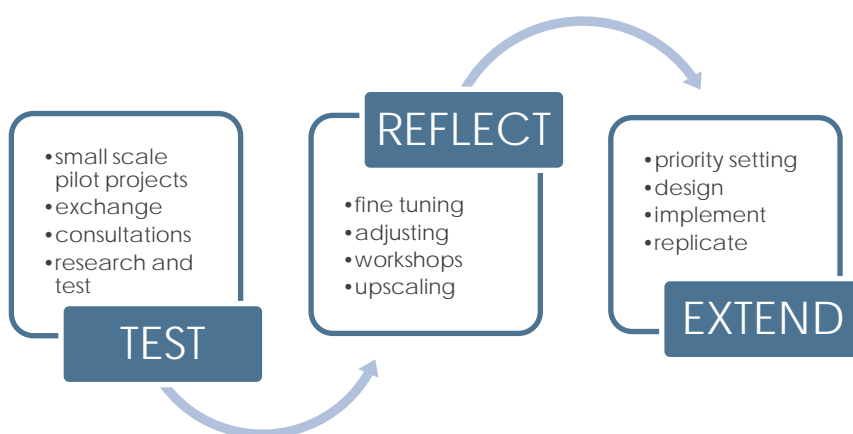 •small scale
pilot projects
•exchange
•consultations
•research and
test
TEST
REFLECT
•fine tuning
•adjusting
•workshops
•upscaling
•priority setting
•design
•implement
•replicate
EXTEND